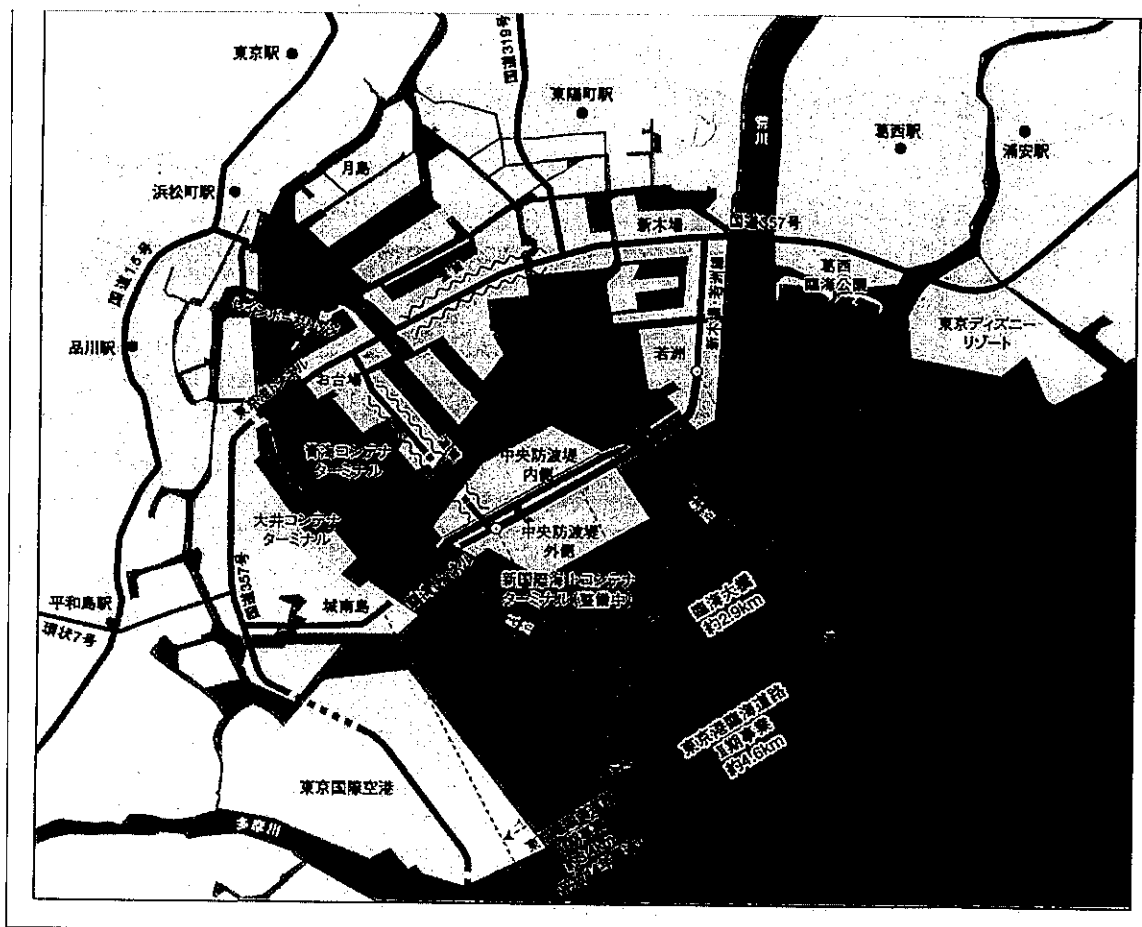 東京駅
国道319号
東陽町駅
荒川
葛西駅
浦安駅
月島
浜松町駅
新木場
国道357号
国道15号
葛西
臨海公園
東京ディズニー
リゾート
品川駅
若洲
お台場
青海コンテナ
ターミナル
中央防波堤
内側
大井コンテナ
ターミナル
中央防波堤
外側
新国際海上コンテナ
ターミナル(整備中)
国道357号
城南島
平和島駅
環状7号
臨海大橋
約2.9km
東京港臨海道路
II期事業
約4.6km
東京国際空港
多摩川